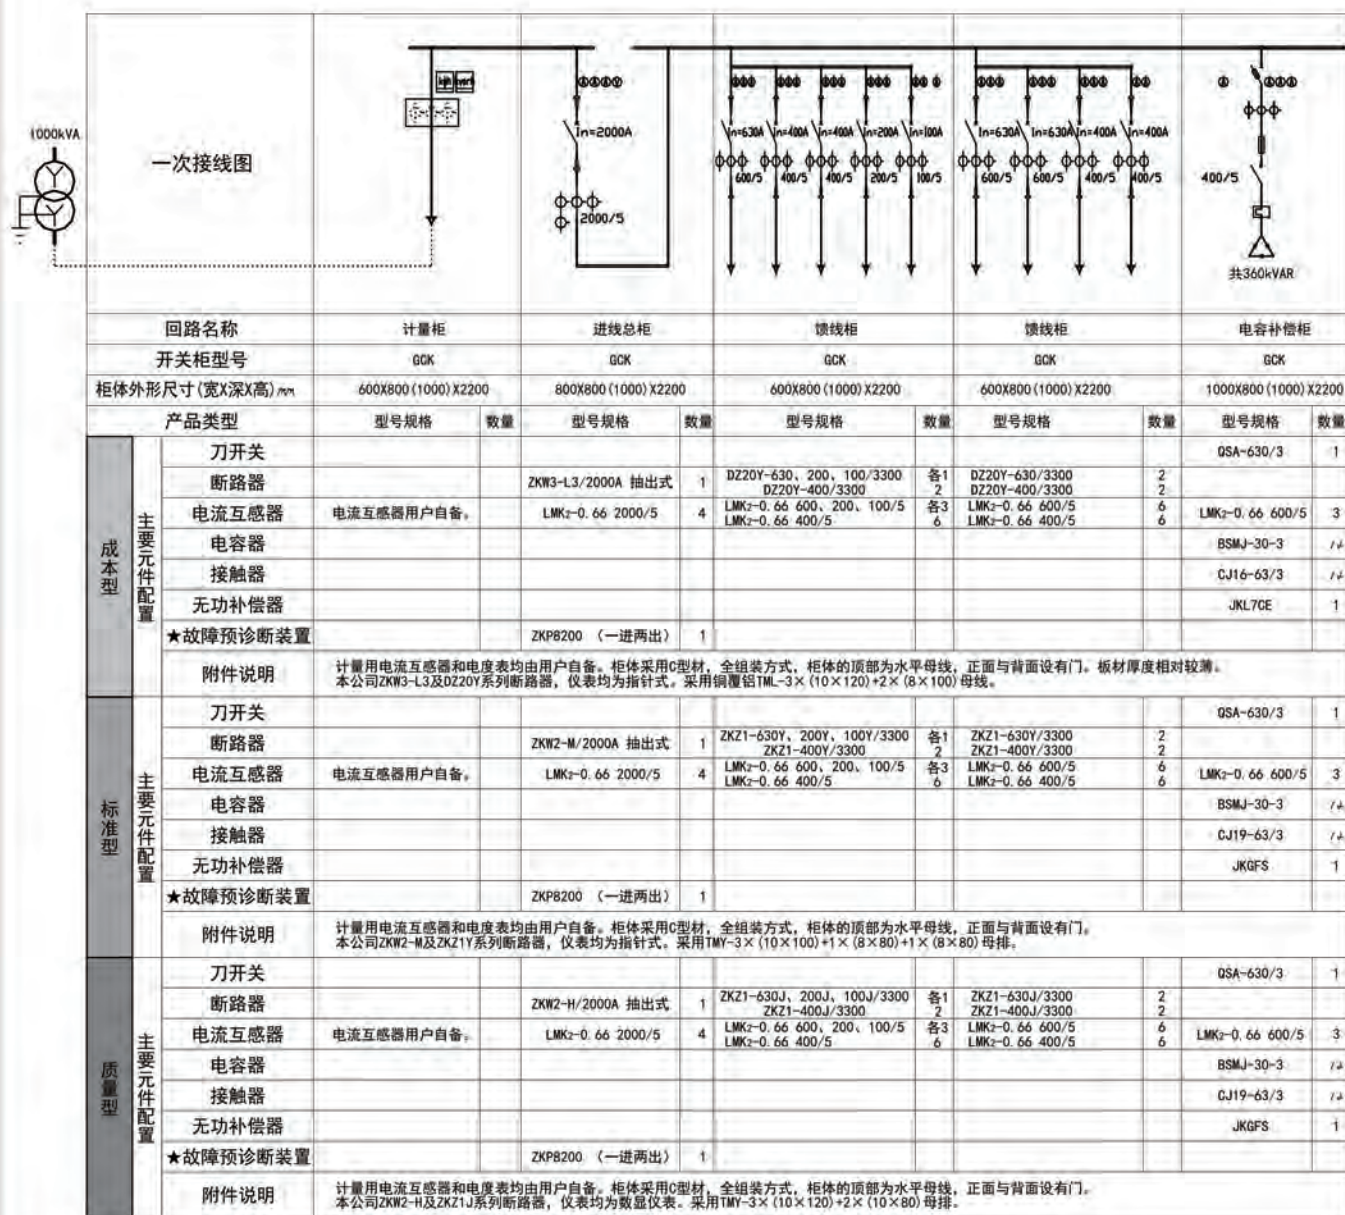 1000kVA
一次接线图
kWh kvarh
In=2000A
2000/5
In=630A In=400A In=400A In=200A In=100A
600/5 400/5 400/5 200/5 100/5
In=630A In=630A In=400A In=400A
600/5 600/5 400/5 400/5
400/5
共360kVAR
回路名称 计量柜 进线总柜 馈线柜 馈线柜 电容补偿柜
开关柜型号 GCK GCK GCK GCK GCK
柜体外形尺寸(宽X深X高)mm 600X800(1000)X2200 800X800(1000)X2200 600X800(1000)X2200 600X800(1000)X2200 1000X800(1000)X2200
产品类型 型号规格 数量 型号规格 数量 型号规格 数量 型号规格 数量 型号规格 数量
成本型
主要元件配置
刀开关 QSA-630/3 1
断路器 ZKW3-L3/2000A 抽出式 1 DZ20Y-630、200、100/3300 各1 DZ20Y-630/3300 2
DZ20Y-400/3300 2 DZ20Y-400/3300 2
电流互感器 电流互感器用户自备。 LMK2-0.66 2000/5 4 LMK2-0.66 600、200、100/5 各3 LMK2-0.66 600/5 6 LMK2-0.66 600/5 3
LMK2-0.66 400/5 6 LMK2-0.66 400/5 6
电容器 BSMJ-30-3 12
接触器 CJ16-63/3 12
无功补偿器 JKL7CE 1
★故障预诊断装置 ZKP8200 (一进两出) 1
附件说明 计量用电流互感器和电度表均由用户自备。柜体采用C型材,全组装方式,柜体的顶部为水平母线,正面与背面设有门。板材厚度相对较薄。
本公司ZKW3-L3及DZ20Y系列断路器,仪表均为指针式。采用铜覆铝TML-3×(10×120)+2×(8×100)母线。
标准型
主要元件配置
刀开关 QSA-630/3 1
断路器 ZKW2-M/2000A 抽出式 1 ZKZ1-630Y、200Y、100Y/3300 各1 ZKZ1-630Y/3300 2
ZKZ1-400Y/3300 2 ZKZ1-400Y/3300 2
电流互感器 电流互感器用户自备。 LMK2-0.66 2000/5 4 LMK2-0.66 600、200、100/5 各3 LMK2-0.66 600/5 6 LMK2-0.66 600/5 3
LMK2-0.66 400/5 6 LMK2-0.66 400/5 6
电容器 BSMJ-30-3 12
接触器 CJ19-63/3 12
无功补偿器 JKGFS 1
★故障预诊断装置 ZKP8200 (一进两出) 1
附件说明 计量用电流互感器和电度表均由用户自备。柜体采用C型材,全组装方式,柜体的顶部为水平母线,正面与背面设有门。
本公司ZKW2-M及ZKZ1Y系列断路器,仪表均为指针式。采用TMY-3×(10×100)+1×(8×80)+1×(8×80)母排。
质量型
主要元件配置
刀开关 QSA-630/3 1
断路器 ZKW2-H/2000A 抽出式 1 ZKZ1-630J、200J、100J/3300 各1 ZKZ1-630J/3300 2
ZKZ1-400J/3300 2 ZKZ1-400J/3300 2
电流互感器 电流互感器用户自备。 LMK2-0.66 2000/5 4 LMK2-0.66 600、200、100/5 各3 LMK2-0.66 600/5 6 LMK2-0.66 600/5 3
LMK2-0.66 400/5 6 LMK2-0.66 400/5 6
电容器 BSMJ-30-3 12
接触器 CJ19-63/3 12
无功补偿器 JKGFS 1
★故障预诊断装置 ZKP8200 (一进两出) 1
附件说明 计量用电流互感器和电度表均由用户自备。柜体采用C型材,全组装方式,柜体的顶部为水平母线,正面与背面设有门。
本公司ZKW2-H及ZKZ1J系列断路器,仪表均为数显仪表。采用TMY-3×(10×120)+2×(10×80)母排。